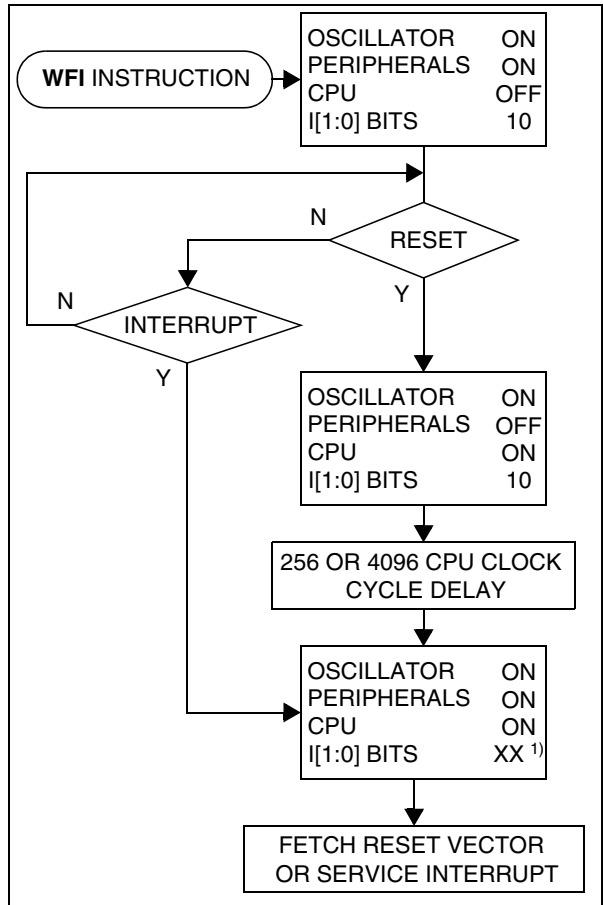 WFI INSTRUCTION
OSCILLATOR ON
PERIPHERALS ON
CPU OFF
I[1:0] BITS 10
N
RESET
Y
N
INTERRUPT
Y
OSCILLATOR ON
PERIPHERALS OFF
CPU ON
I[1:0] BITS 10
256 OR 4096 CPU CLOCK
CYCLE DELAY
OSCILLATOR ON
PERIPHERALS ON
CPU ON
I[1:0] BITS XX 1)
FETCH RESET VECTOR
OR SERVICE INTERRUPT